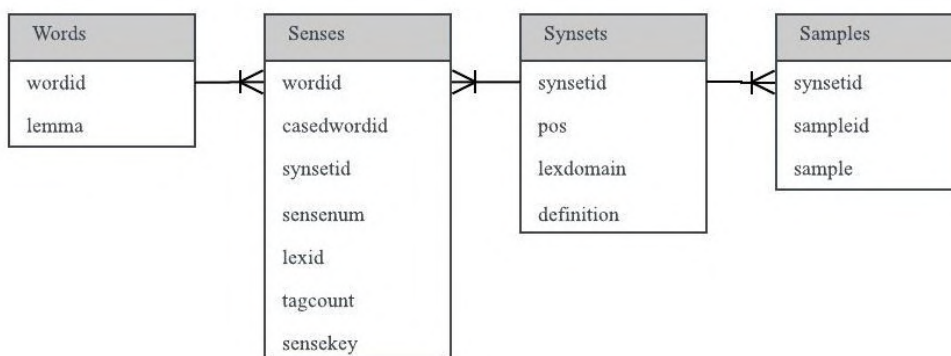 Words
wordid
lemma
Senses
wordid
casedwordid
synsetid
sensenum
lexid
tagcount
sensekey
Synsets
synsetid
pos
lexdomain
definition
Samples
synsetid
sampleid
sample